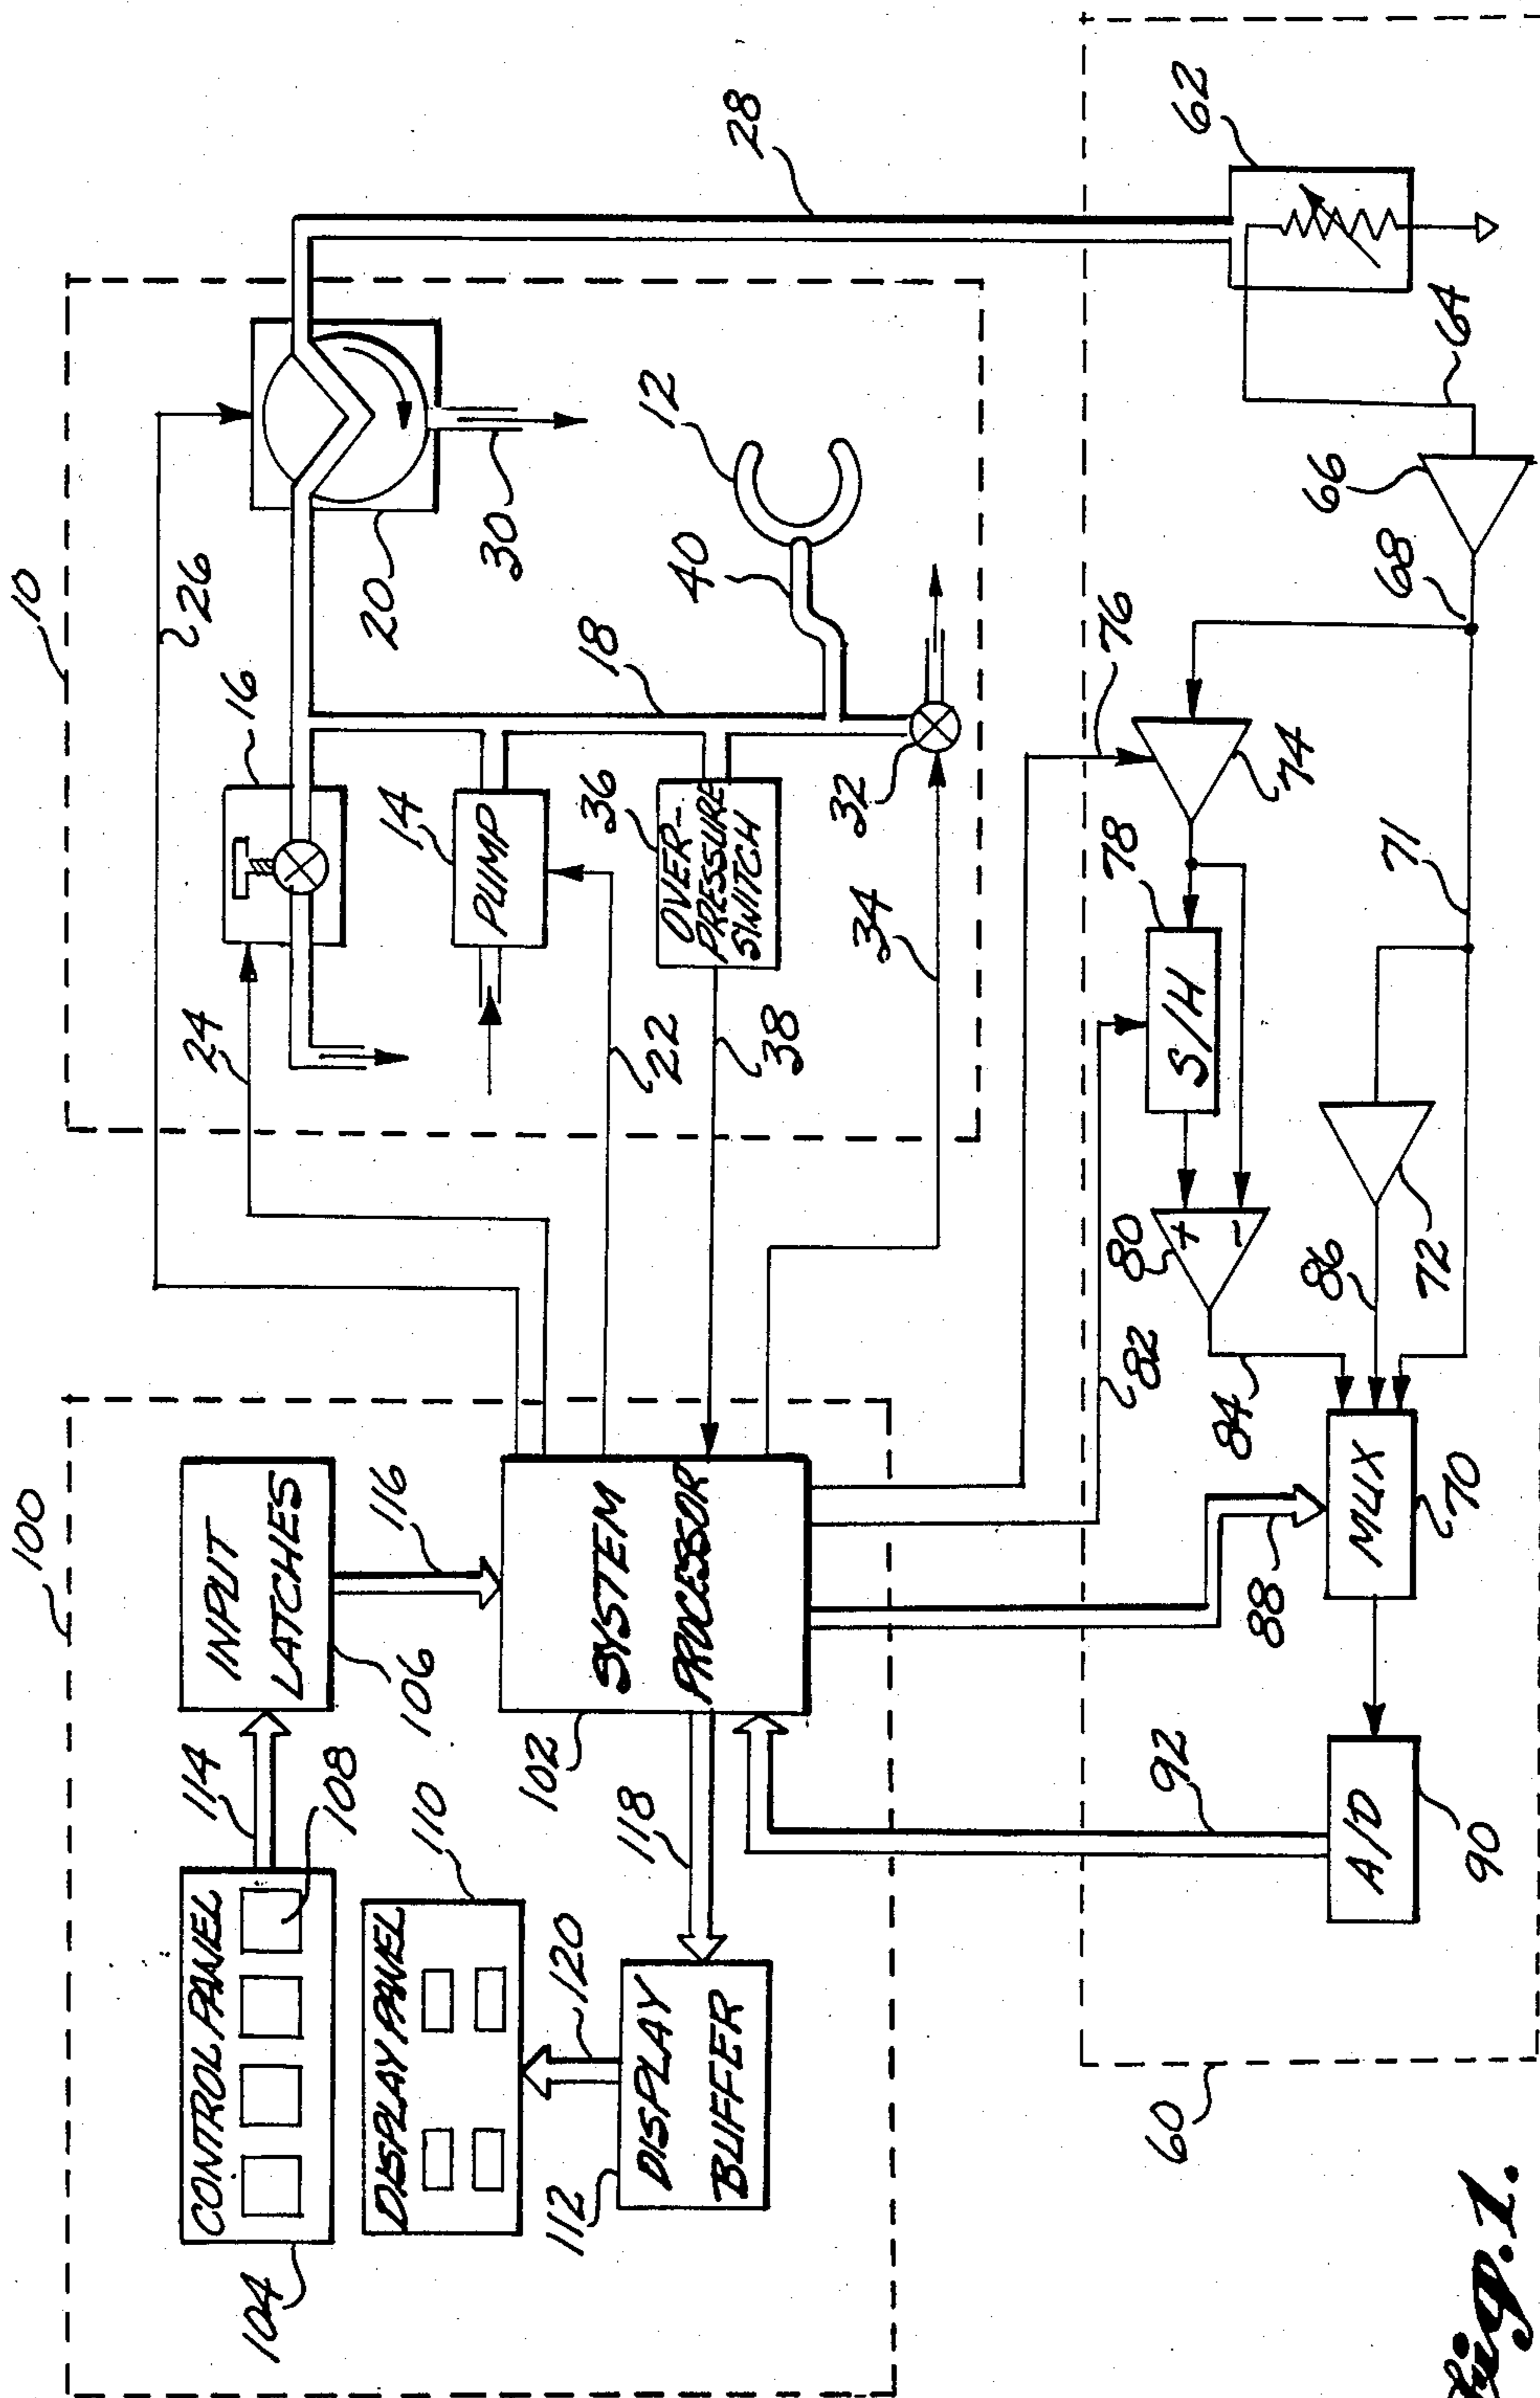 100
10
CONTROL PANEL
104
108
114
INPUT
LATCHES
106
116
DISPLAY PANEL
110
120
DISPLAY
BUFFER
112
118
SYSTEM
PROCESSOR
102
26
24
16
20
30
28
PUMP
14
22
18
12
40
OVER-
PRESSURE
SWITCH
36
38
32
34
76
62
64
66
68
74
78
S/H
80
+
-
82
84
86
72
71
MUX
70
88
A/D
90
92
60
Fig.1.